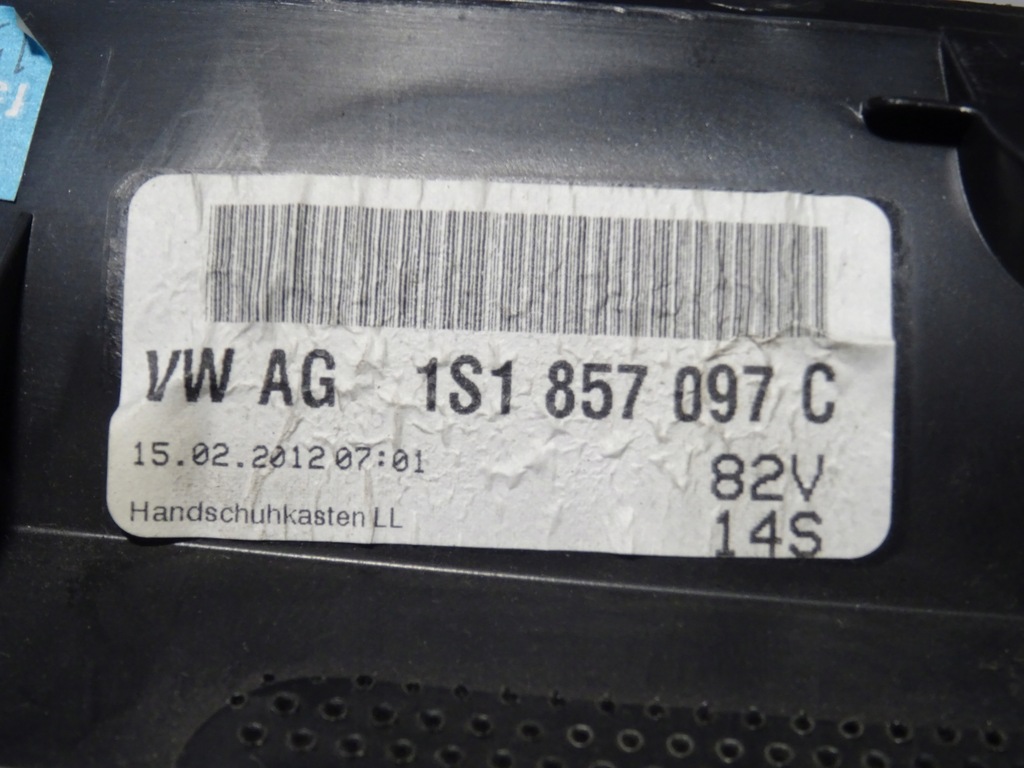 VW AG 1S1 857 097 C
15.02.2012 07:01
82V
Handschuhkasten LL
14S